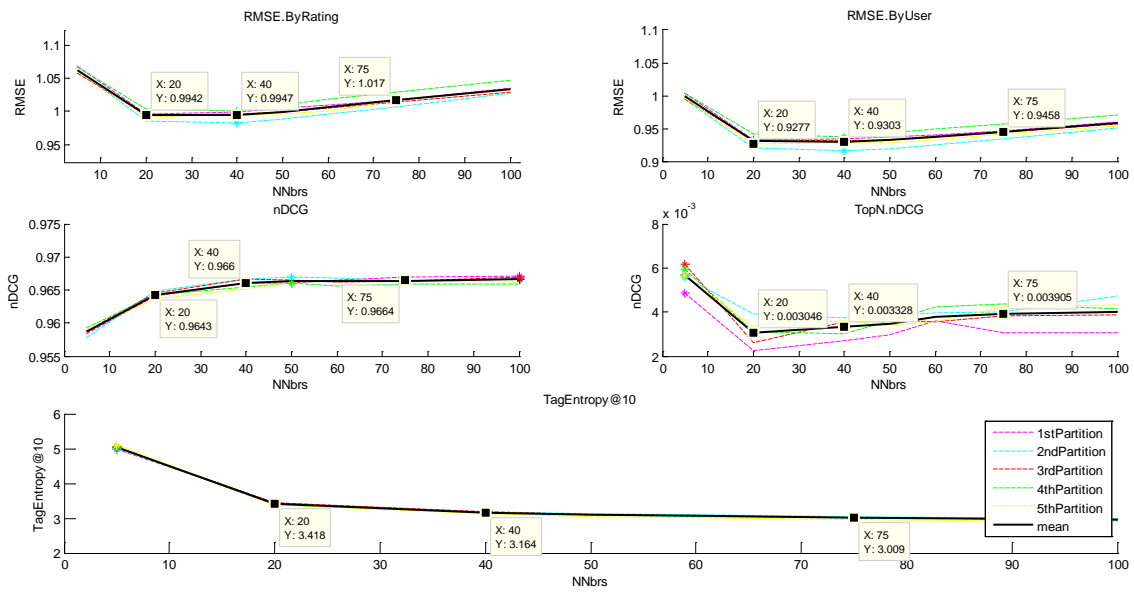 RMSE.ByRating
1.1
1.05
1
0.95
RMSE
X: 20
Y: 0.9942
X: 40
Y: 0.9947
X: 75
Y: 1.017
10 20 30 40 50 60 70 80 90 100
NNbrs
RMSE.ByUser
1.1
1.05
1
0.95
0.9
RMSE
X: 20
Y: 0.9277
X: 40
Y: 0.9303
X: 75
Y: 0.9458
0 10 20 30 40 50 60 70 80 90 100
NNbrs
nDCG
0.975
0.97
0.965
0.96
0.955
nDCG
X: 40
Y: 0.966
X: 20
Y: 0.9643
X: 75
Y: 0.9664
0 10 20 30 40 50 60 70 80 90 100
NNbrs
TopN.nDCG
x 10-3
8
6
4
2
nDCG
X: 20
Y: 0.003046
X: 40
Y: 0.003328
X: 75
Y: 0.003905
0 10 20 30 40 50 60 70 80 90 100
NNbrs
TagEntropy@10
6
5
4
3
2
TagEntropy@10
X: 20
Y: 3.418
X: 40
Y: 3.164
X: 75
Y: 3.009
1stPartition
2ndPartition
3rdPartition
4thPartition
5thPartition
mean
0 10 20 30 40 50 60 70 80 90 100
NNbrs